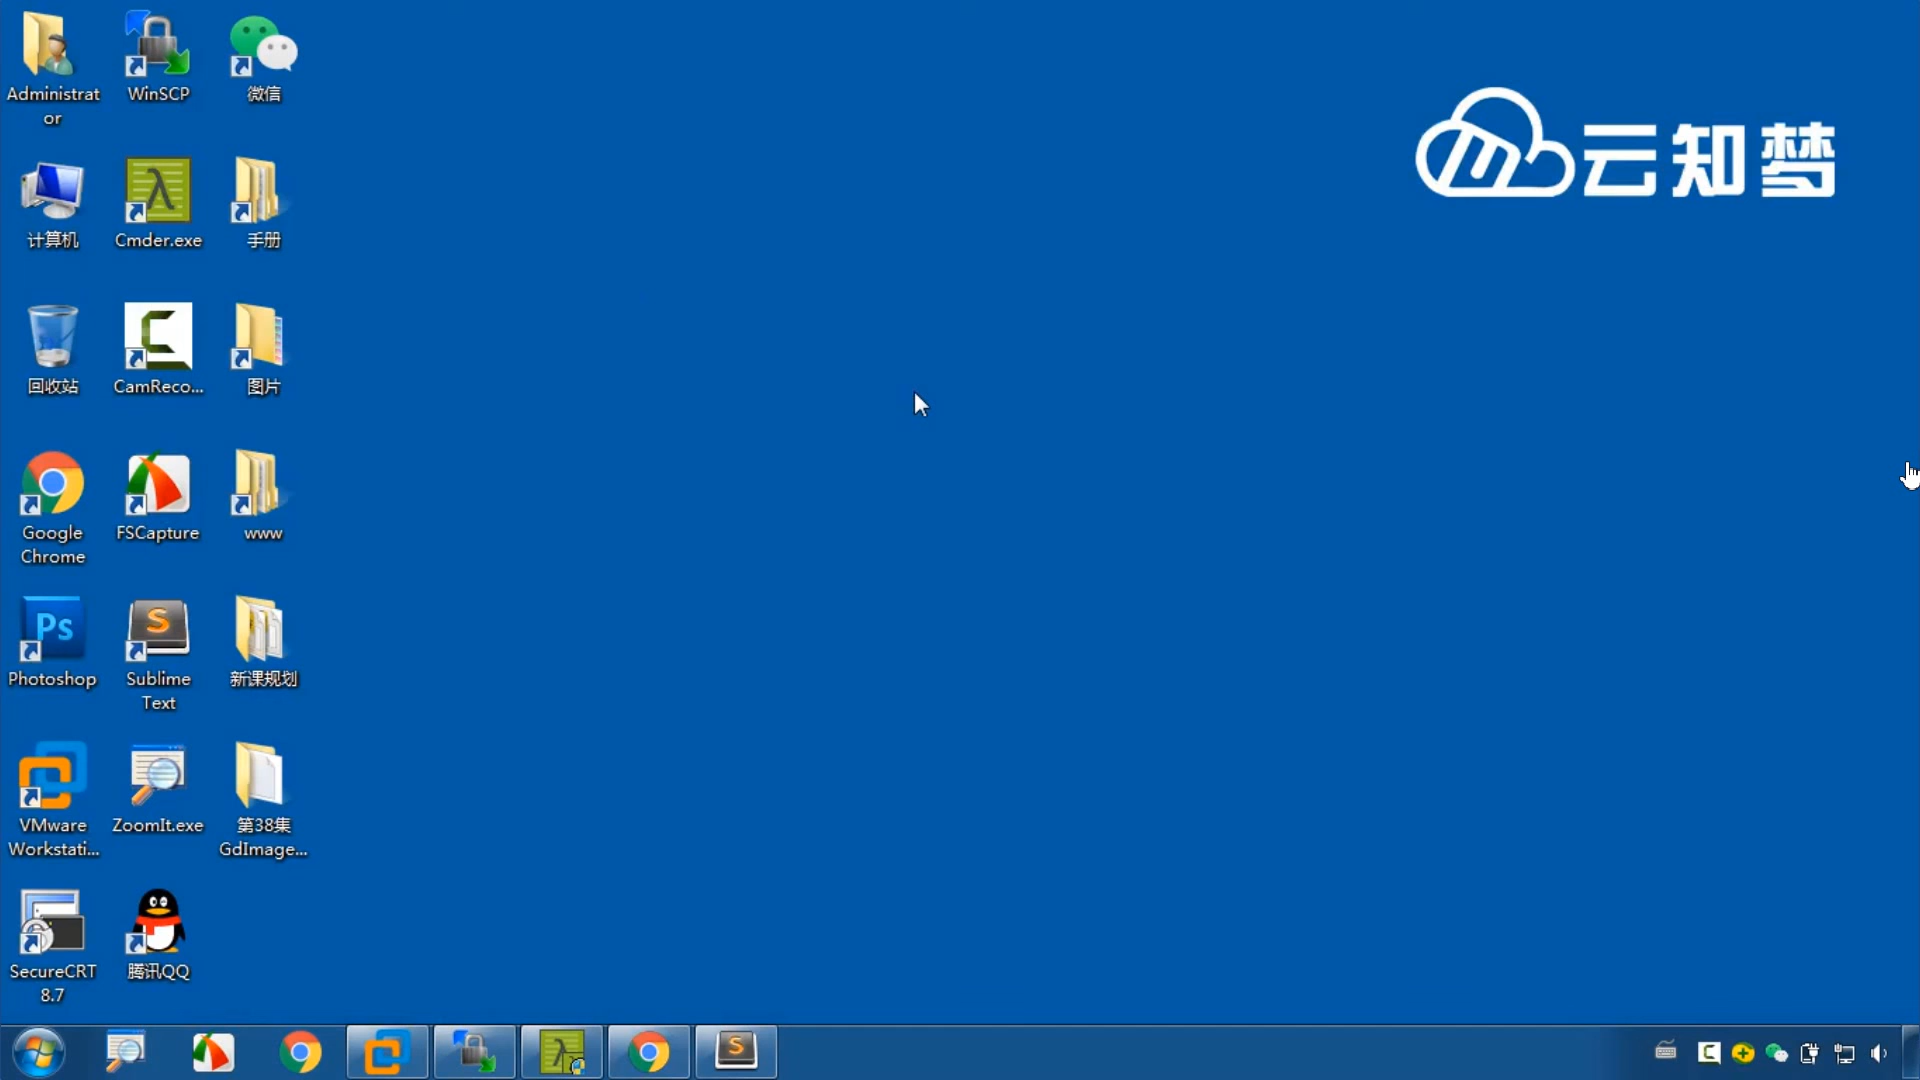 Administrat
or
WinSCP
微信
云知梦
计算机
Cmder.exe
手册
回收站
CamReco...
图片
Google
Chrome
FSCapture
www
Ps
Photoshop
S
Sublime
Text
新课规划
VMware
Workstati...
ZoomIt.exe
第38集
GdImage...
SecureCRT
8.7
腾讯QQ